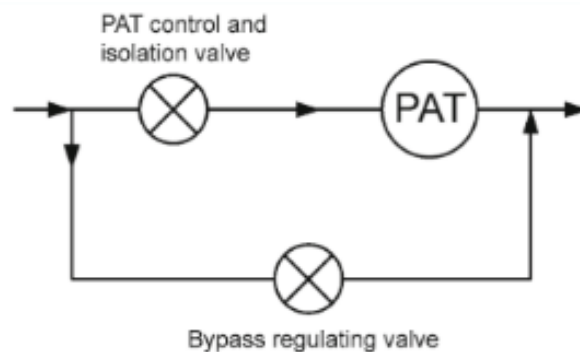 PAT control and
isolation valve
PAT
Bypass regulating valve